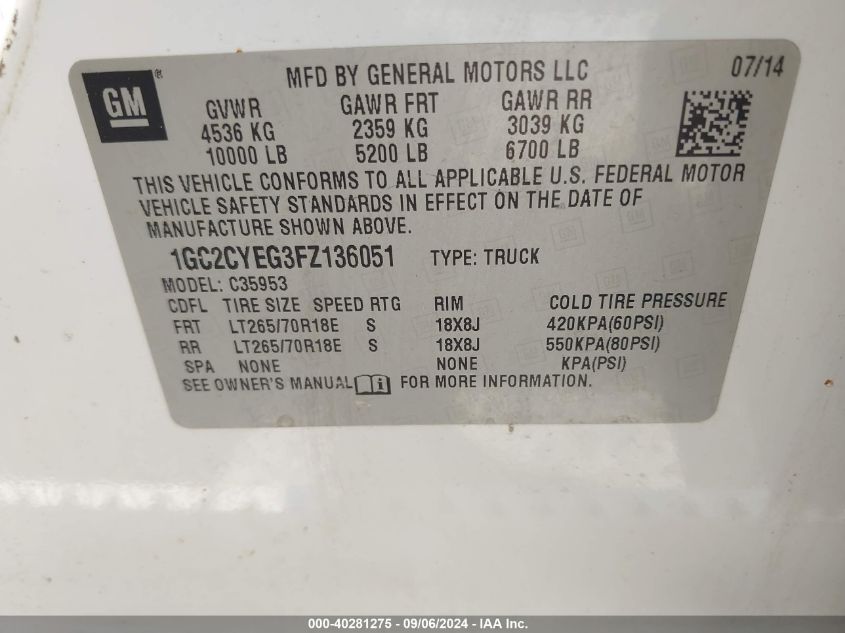 GM ® MFD BY GENERAL MOTORS LLC 07/14
GVWR GAWR FRT GAWR RR
4536 KG 2359 KG 3039 KG
10000 LB 5200 LB 6700 LB
THIS VEHICLE CONFORMS TO ALL APPLICABLE U.S. FEDERAL MOTOR
VEHICLE SAFETY STANDARDS IN EFFECT ON THE DATE OF
MANUFACTURE SHOWN ABOVE.
1GC2CYEG3FZ136051 TYPE: TRUCK
MODEL: C35953
CDFL TIRE SIZE SPEED RTG RIM COLD TIRE PRESSURE
FRT LT265/70R18E S 18X8J 420KPA(60PSI)
RR LT265/70R18E S 18X8J 550KPA(80PSI)
SPA NONE NONE KPA(PSI)
SEE OWNER'S MANUAL i FOR MORE INFORMATION.
000-40281275 - 09/06/2024 - IAA Inc.